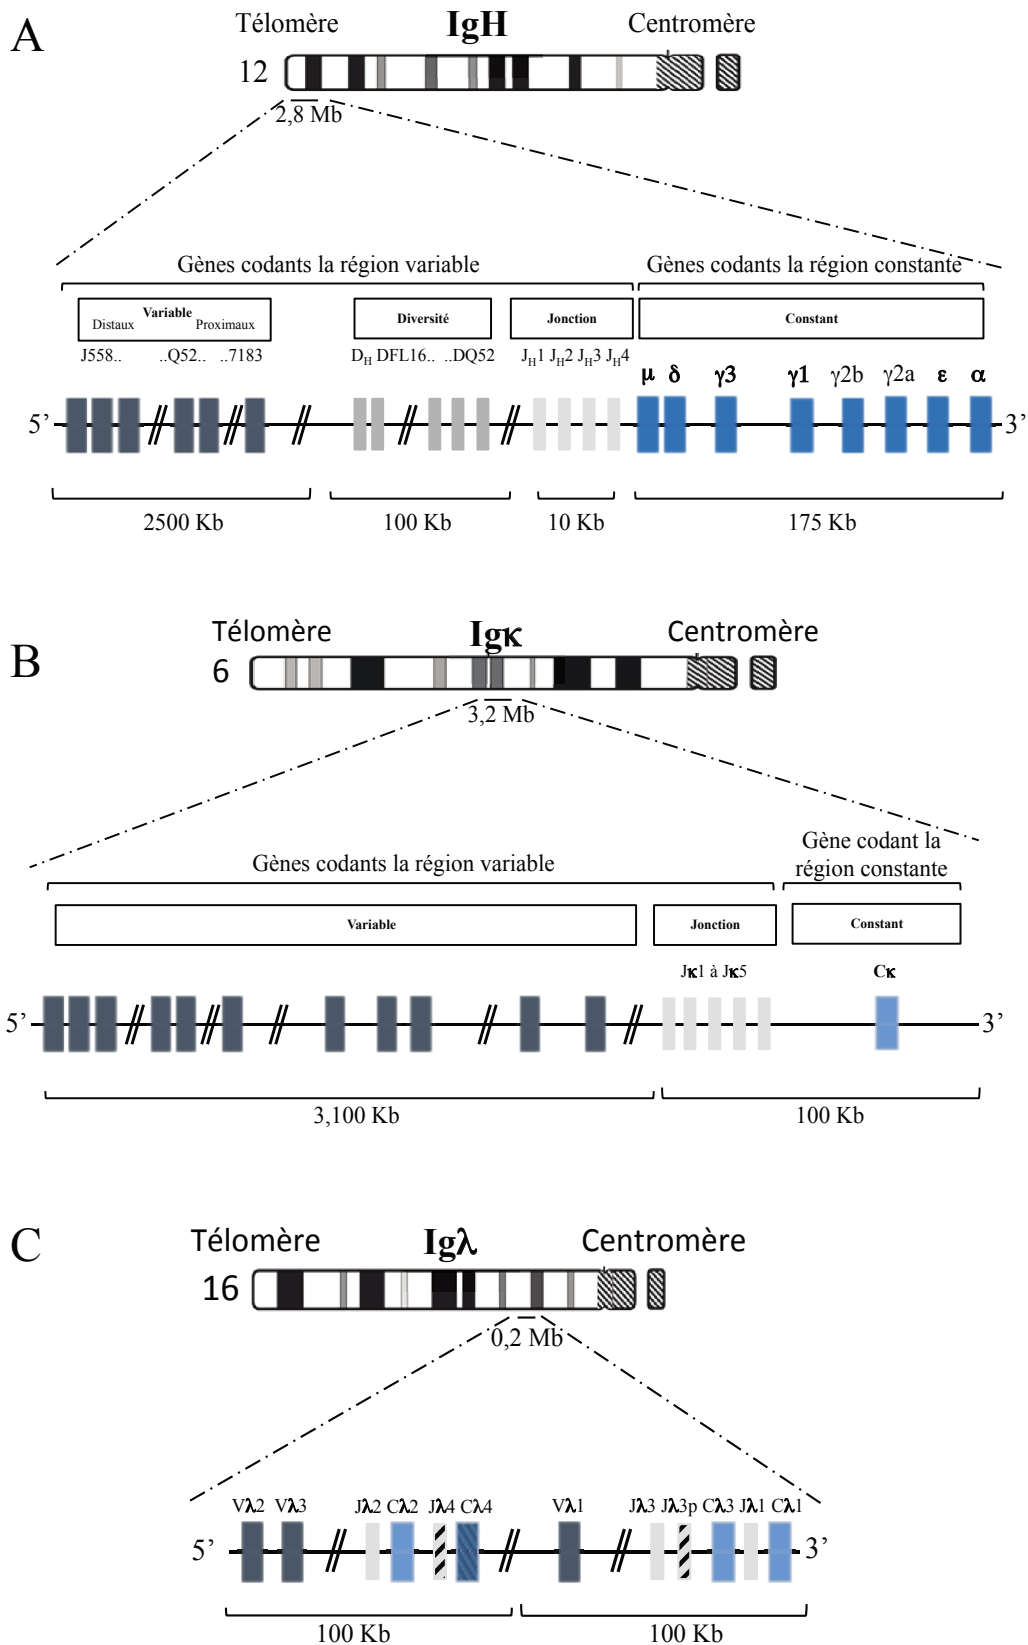 A
Télomère IgH Centromère
12
2,8 Mb
Gènes codants la région variable Gènes codants la région constante
Variable
Distaux Proximaux
Diversité Jonction Constant
J558.. ..Q52.. ..7183 DH DFL16.. ..DQ52 JH1 JH2 JH3 JH4
μ δ γ3 γ1 γ2b γ2a ε α
5’ 3’
2500 Kb 100 Kb 10 Kb 175 Kb
B
Télomère Igκ Centromère
6
3,2 Mb
Gènes codants la région variable
Gène codant la
région constante
Variable Jonction Constant
Jκ1 à Jκ5 Cκ
5’ 3’
3,100 Kb 100 Kb
C
Télomère Igλ Centromère
16
0,2 Mb
Vλ2 Vλ3 Jλ2 Cλ2 Jλ4 Cλ4 Vλ1 Jλ3 Jλ3p Cλ3 Jλ1 Cλ1
5’ 3’
100 Kb 100 Kb